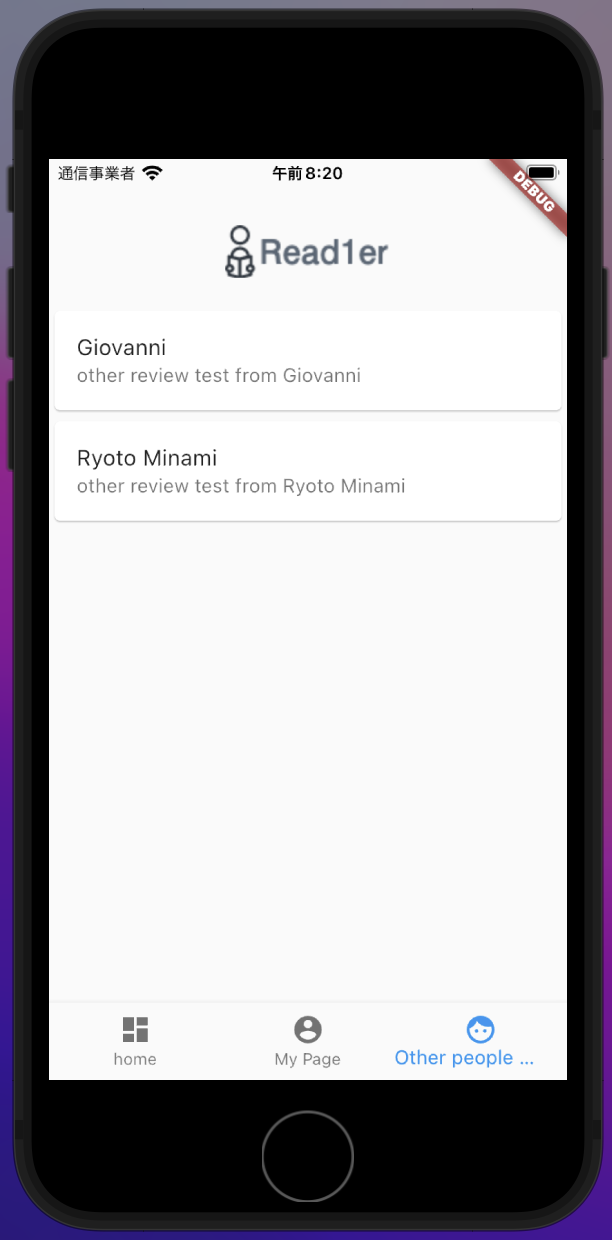 通信事業者
午前8:20
DEBUG
Read1er
Giovanni
other review test from Giovanni
Ryoto Minami
other review test from Ryoto Minami
home
My Page
Other people ...